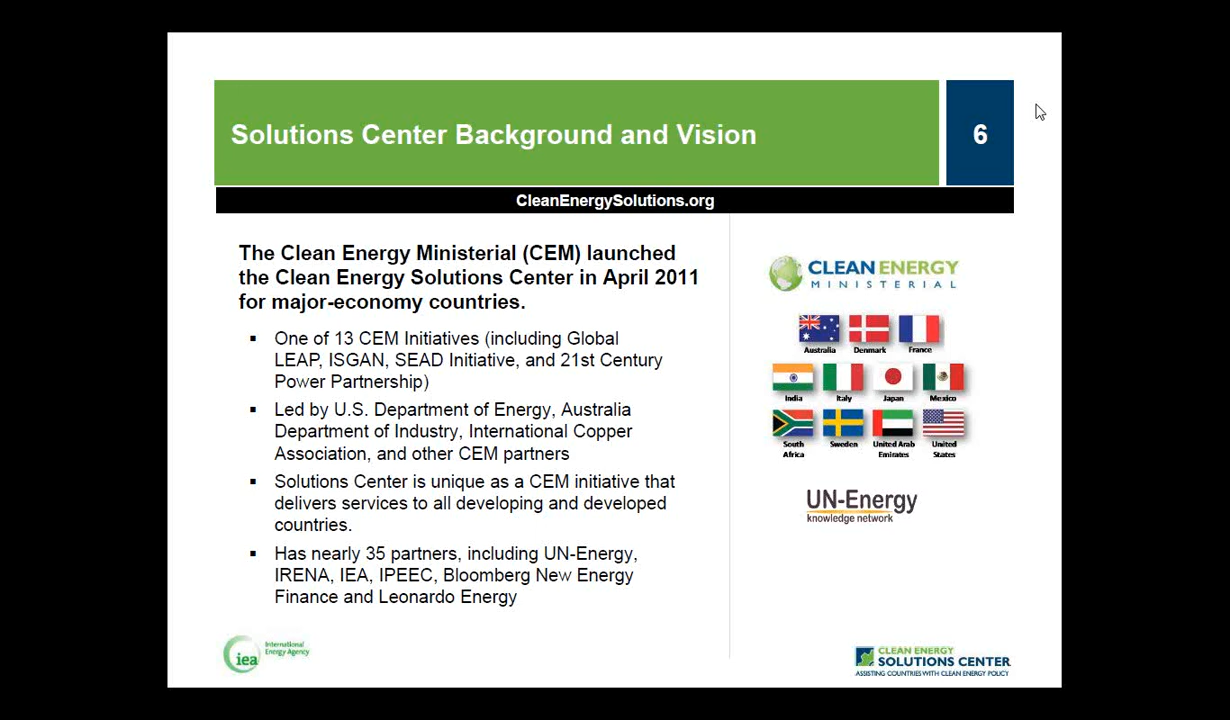 Solutions Center Background and Vision
6
CleanEnergySolutions.org
The Clean Energy Ministerial (CEM) launched
the Clean Energy Solutions Center in April 2011
for major-economy countries.
▪ One of 13 CEM Initiatives (including Global
LEAP, ISGAN, SEAD Initiative, and 21st Century
Power Partnership)
▪ Led by U.S. Department of Energy, Australia
Department of Industry, International Copper
Association, and other CEM partners
▪ Solutions Center is unique as a CEM initiative that
delivers services to all developing and developed
countries.
▪ Has nearly 35 partners, including UN-Energy,
IRENA, IEA, IPEEC, Bloomberg New Energy
Finance and Leonardo Energy
CLEAN ENERGY
MINISTERIAL
Australia Denmark France
India Italy Japan Mexico
South Africa Sweden United Arab Emirates United States
UN-Energy
knowledge network
iea
International
Energy Agency
CLEAN ENERGY
SOLUTIONS CENTER
ASSISTING COUNTRIES WITH CLEAN ENERGY POLICY